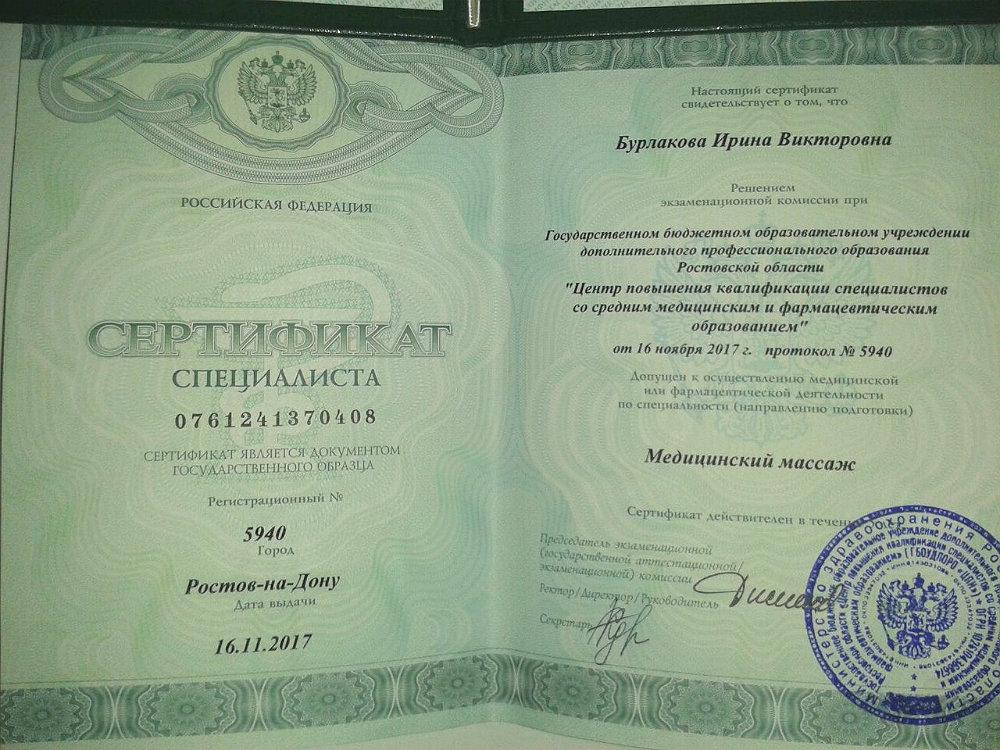 РОССИЙСКАЯ ФЕДЕРАЦИЯ
СЕРТИФИКАТ
СПЕЦИАЛИСТА
0761241370408
СЕРТИФИКАТ ЯВЛЯЕТСЯ ДОКУМЕНТОМ
ГОСУДАРСТВЕННОГО ОБРАЗЦА
Регистрационный №
5940
Город
Ростов-на-Дону
Дата выдачи
16.11.2017
Настоящий сертификат
свидетельствует о том, что
Бурлакова Ирина Викторовна
Решением
экзаменационной комиссии при
Государственном бюджетном образовательном учреждении
дополнительного профессионального образования
Ростовской области
"Центр повышения квалификации специалистов
со средним медицинским и фармацевтическим
образованием"
от 16 ноября 2017 г. протокол № 5940
Допущен к осуществлению медицинской
или фармацевтической деятельности
по специальности (направлению подготовки)
Медицинский массаж
Сертификат действителен в течение
Председатель экзаменационной
(государственной аттестационной/
экзаменационной) комиссии
Ректор/Директор/Руководитель
Секретарь